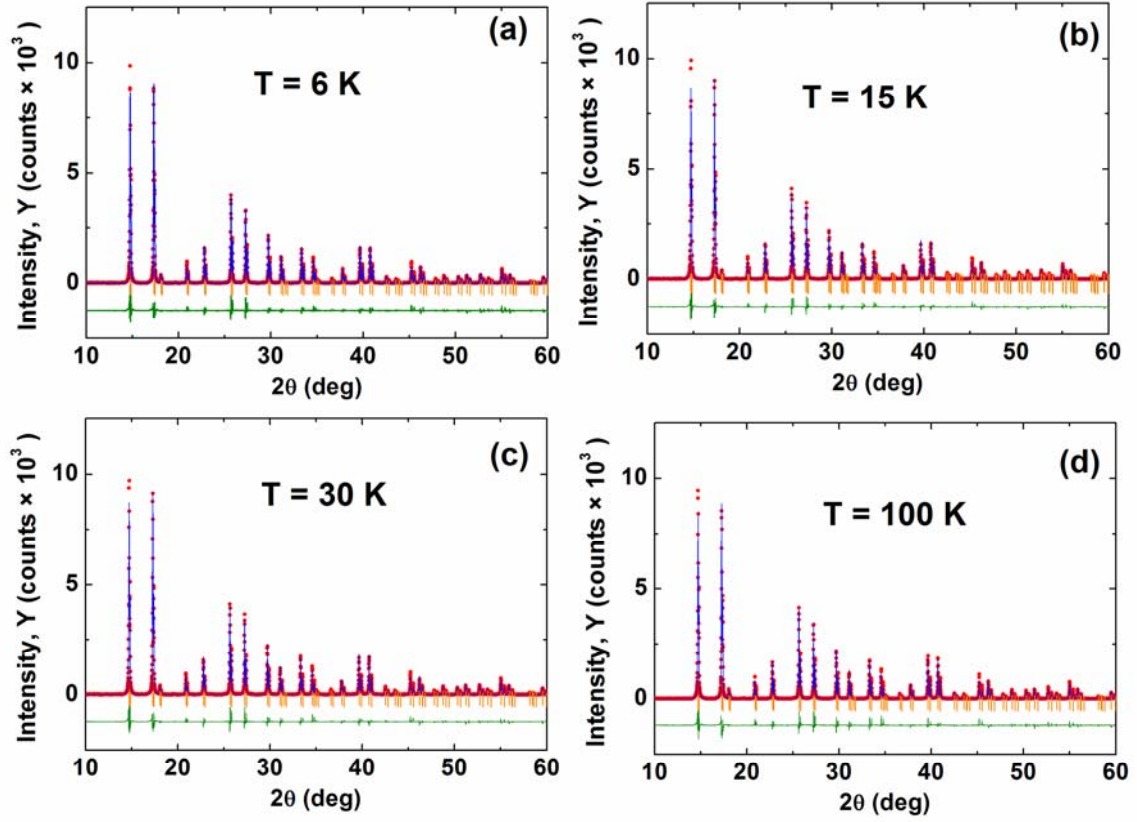 (a)
T = 6 K
Intensity, Y (counts × 10³ )
10
5
0
10 20 30 40 50 60
2θ (deg)
(b)
T = 15 K
Intensity, Y (counts × 10³ )
10
5
0
10 20 30 40 50 60
2θ (deg)
(c)
T = 30 K
Intensity, Y (counts × 10³ )
10
5
0
10 20 30 40 50 60
2θ (deg)
(d)
T = 100 K
Intensity, Y (counts × 10³ )
10
5
0
10 20 30 40 50 60
2θ (deg)